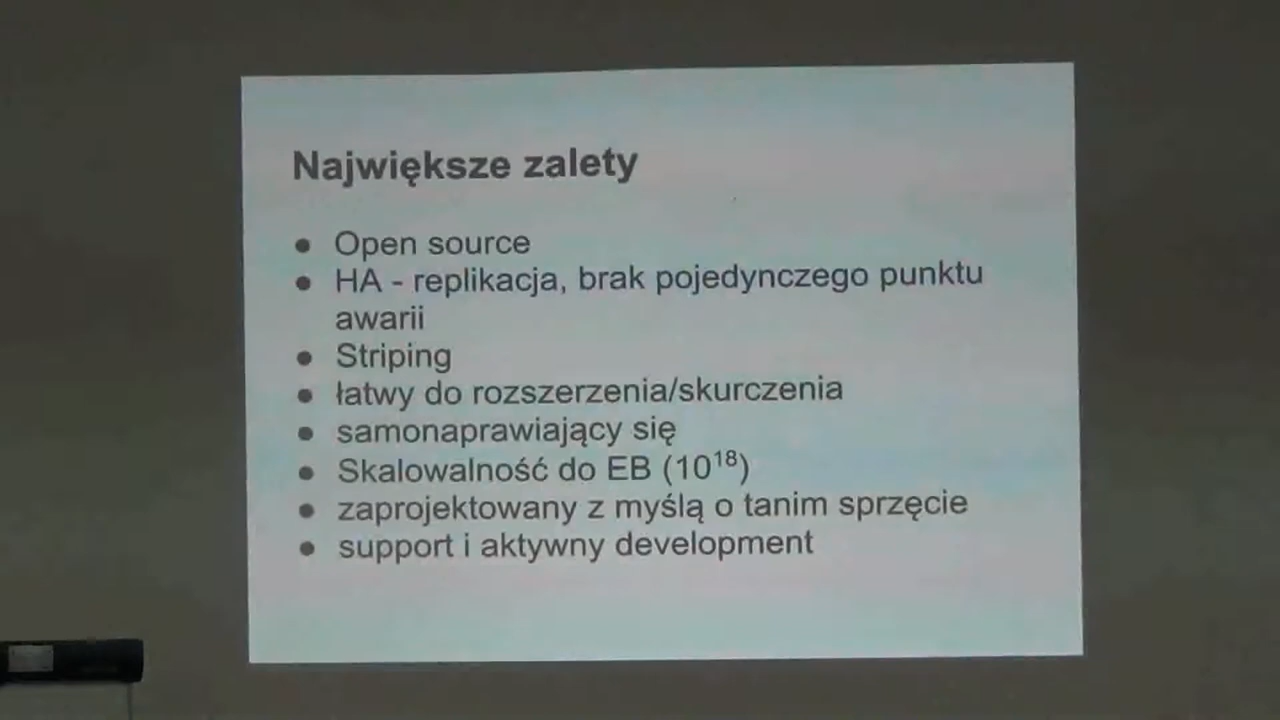 Największe zalety
● Open source
● HA - replikacja, brak pojedynczego punktu
awarii
● Striping
● łatwy do rozszerzenia/skurczenia
● samonaprawiający się
● Skalowalność do EB (10¹⁸)
● zaprojektowany z myślą o tanim sprzęcie
● support i aktywny development